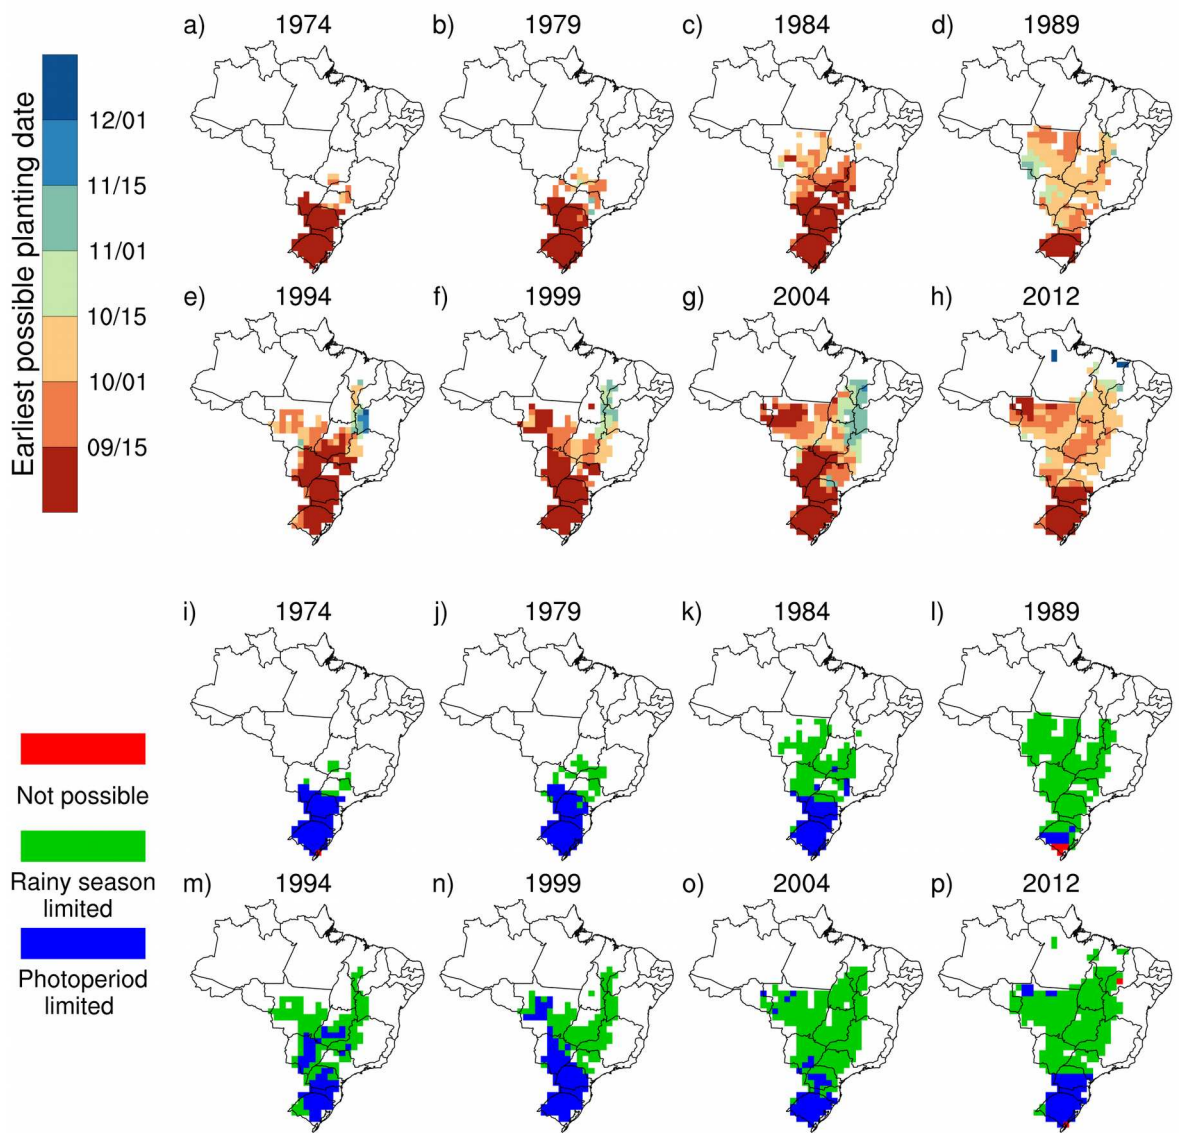 a) 1974 b) 1979 c) 1984 d) 1989
Earliest possible planting date
12/01
11/15
11/01
10/15
10/01
09/15
e) 1994 f) 1999 g) 2004 h) 2012
i) 1974 j) 1979 k) 1984 l) 1989
Not possible
Rainy season
limited
Photoperiod
limited
m) 1994 n) 1999 o) 2004 p) 2012